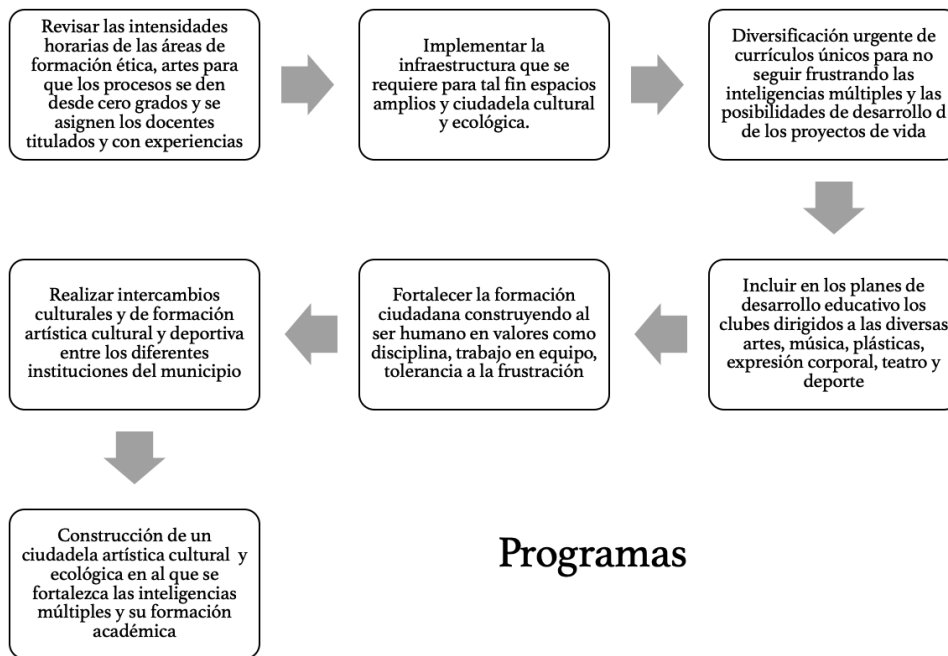 Revisar las intensidades
horarias de las áreas de
formación ética, artes para
que los procesos se den
desde cero grados y se
asignen los docentes
titulados y con experiencias
Implementar la
infraestructura que se
requiere para tal fin espacios
amplios y ciudadela cultural
y ecológica.
Diversificación urgente de
currículos únicos para no
seguir frustrando las
inteligencias múltiples y las
posibilidades de desarrollo d
de los proyectos de vida
Incluir en los planes de
desarrollo educativo los
clubes dirigidos a las diversas
artes, música, plásticas,
expresión corporal, teatro y
deporte
Fortalecer la formación
ciudadana construyendo al
ser humano en valores como
disciplina, trabajo en equipo,
tolerancia a la frustración
Realizar intercambios
culturales y de formación
artística cultural y deportiva
entre los diferentes
instituciones del municipio
Construcción de un
ciudadela artística cultural y
ecológica en al que se
fortalezca las inteligencias
múltiples y su formación
académica
Programas